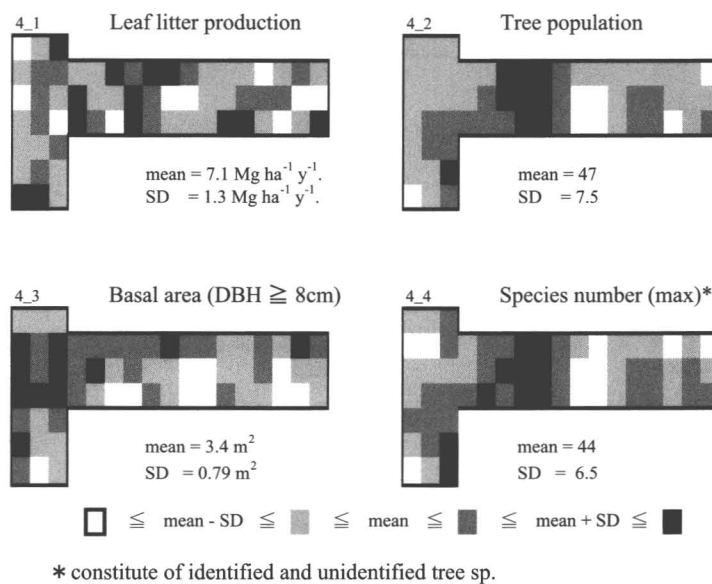 4_1 Leaf litter production
mean = 7.1 Mg ha⁻¹ y⁻¹.
SD = 1.3 Mg ha⁻¹ y⁻¹.
4_2 Tree population
mean = 47
SD = 7.5
4_3 Basal area (DBH ≧ 8cm)
mean = 3.4 m²
SD = 0.79 m²
4_4 Species number (max)*
mean = 44
SD = 6.5
≦ mean - SD ≦ ≦ mean ≦ ≦ mean + SD ≦
* constitute of identified and unidentified tree sp.